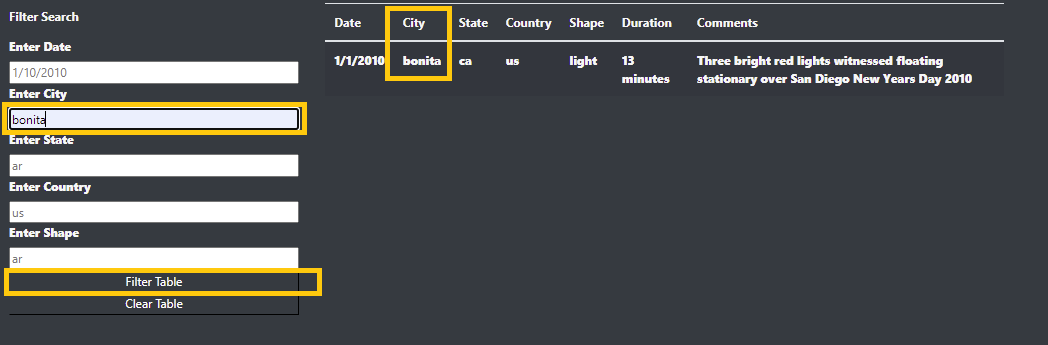 Filter Search
Enter Date
1/10/2010
Enter City
bonita
Enter State
ar
Enter Country
us
Enter Shape
ar
Filter Table
Clear Table
Date City State Country Shape Duration Comments
1/1/2010 bonita ca us light 13 Three bright red lights witnessed floating
minutes stationary over San Diego New Years Day 2010